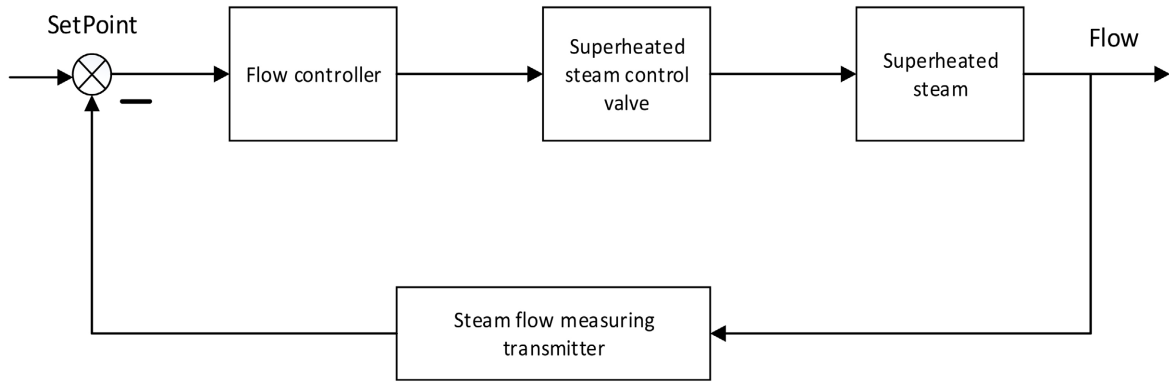 SetPoint
Flow
Flow controller
Superheated
steam control
valve
Superheated
steam
Steam flow measuring
transmitter